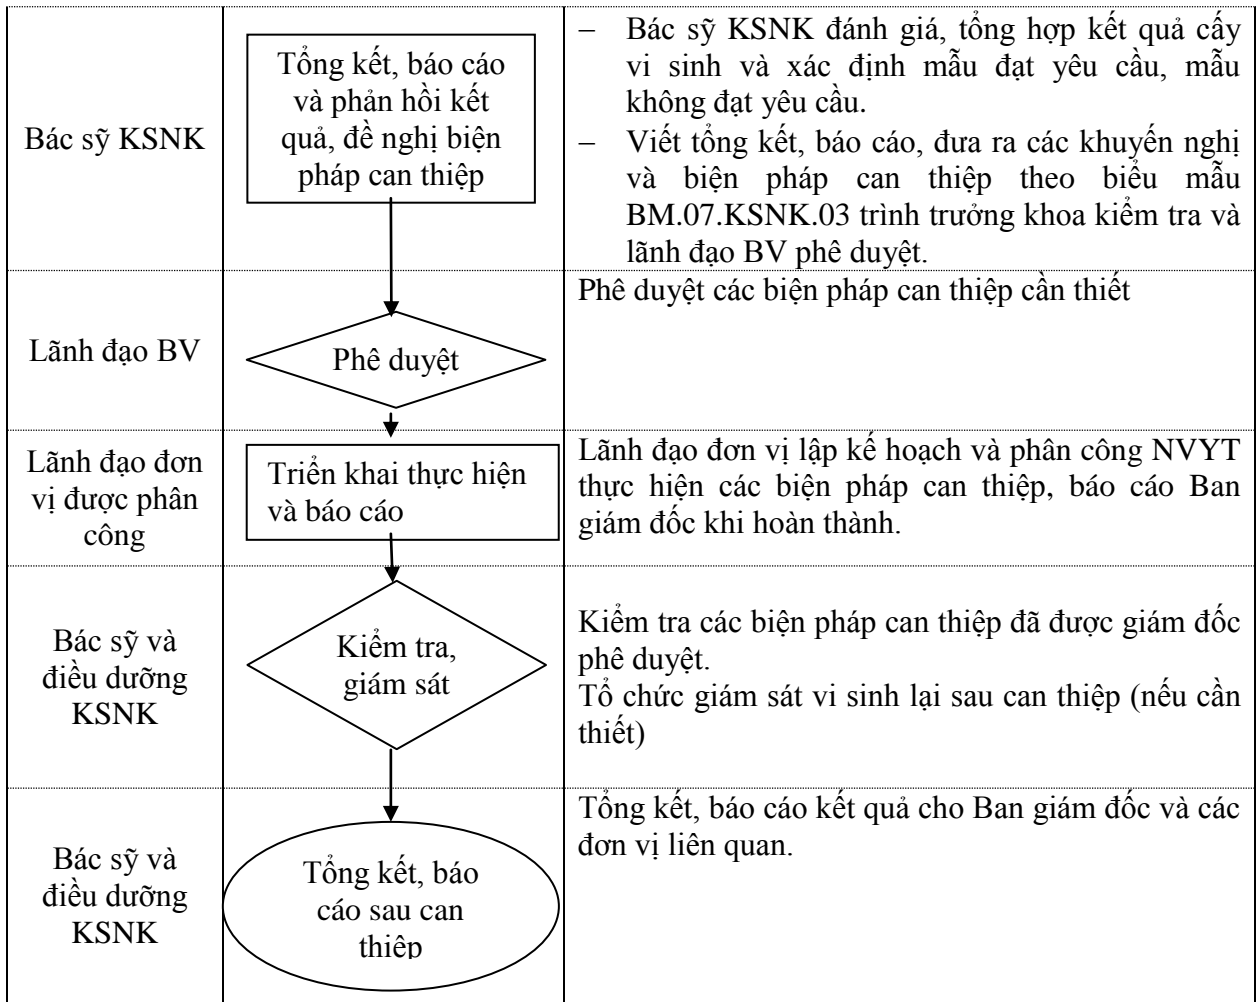 Bác sỹ KSNK
Tổng kết, báo cáo
và phản hồi kết
quả, đề nghị biện
pháp can thiệp
– Bác sỹ KSNK đánh giá, tổng hợp kết quả cấy
vi sinh và xác định mẫu đạt yêu cầu, mẫu
không đạt yêu cầu.
– Viết tổng kết, báo cáo, đưa ra các khuyến nghị
và biện pháp can thiệp theo biểu mẫu
BM.07.KSNK.03 trình trưởng khoa kiểm tra và
lãnh đạo BV phê duyệt.
Lãnh đạo BV
Phê duyệt
Phê duyệt các biện pháp can thiệp cần thiết
Lãnh đạo đơn
vị được phân
công
Triển khai thực hiện
và báo cáo
Lãnh đạo đơn vị lập kế hoạch và phân công NVYT
thực hiện các biện pháp can thiệp, báo cáo Ban
giám đốc khi hoàn thành.
Bác sỹ và
điều dưỡng
KSNK
Kiểm tra,
giám sát
Kiểm tra các biện pháp can thiệp đã được giám đốc
phê duyệt.
Tổ chức giám sát vi sinh lại sau can thiệp (nếu cần
thiết)
Bác sỹ và
điều dưỡng
KSNK
Tổng kết, báo
cáo sau can
thiệp
Tổng kết, báo cáo kết quả cho Ban giám đốc và các
đơn vị liên quan.